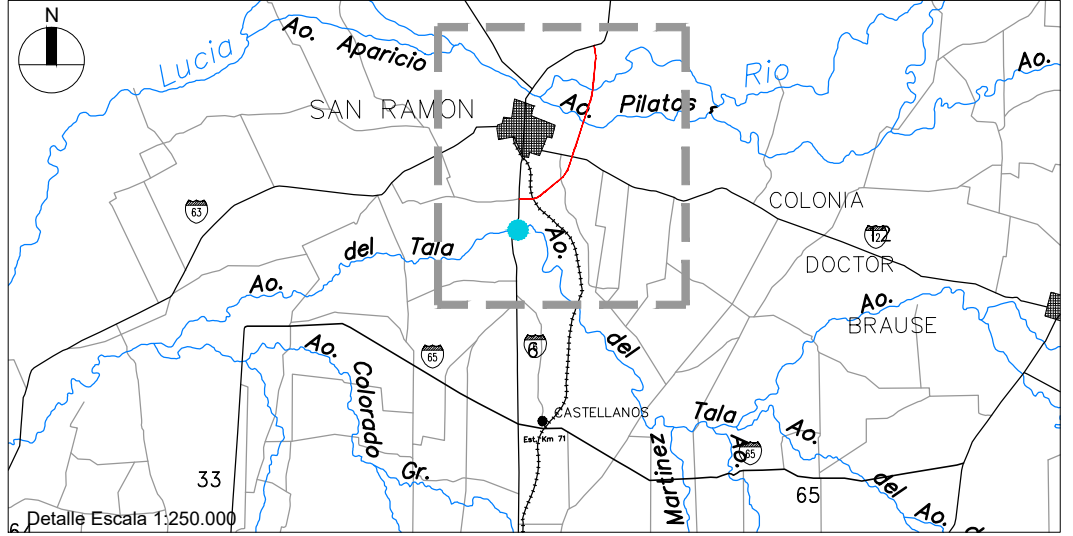 N
Lucia
Ao. Aparicio
Rio
Ao.
SAN RAMON
Ao. Pilatos
63
COLONIA
12
DOCTOR
del Tala
Ao.
Ao.
Ao.
BRAUSE
6
65
Ao.
Colorado
Gr.
del
CASTELLANOS
Est. Km 71
Tala
Ao.
Ao.
65
Martinez
33
65
del
Ao.
Detalle Escala 1:250.000